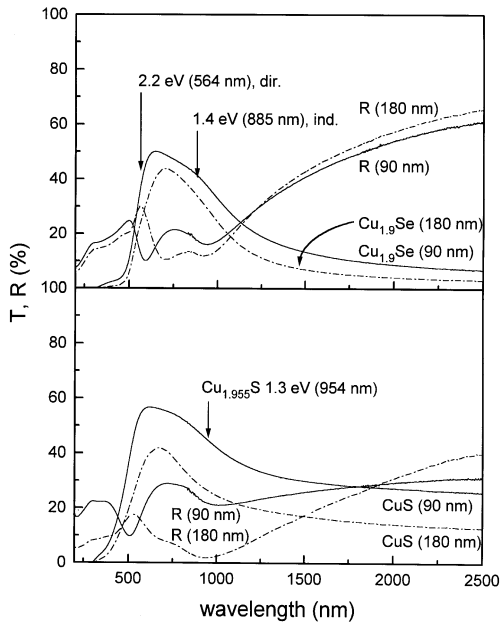 100
80
60
40
20
100
80
60
40
20
0
T, R (%)
2.2 eV (564 nm), dir.
1.4 eV (885 nm), ind.
R (180 nm)
R (90 nm)
Cu1.9Se (180 nm)
Cu1.9Se (90 nm)
Cu1.955S 1.3 eV (954 nm)
R (90 nm)
R (180 nm)
CuS (90 nm)
CuS (180 nm)
500 1000 1500 2000 2500
wavelength (nm)